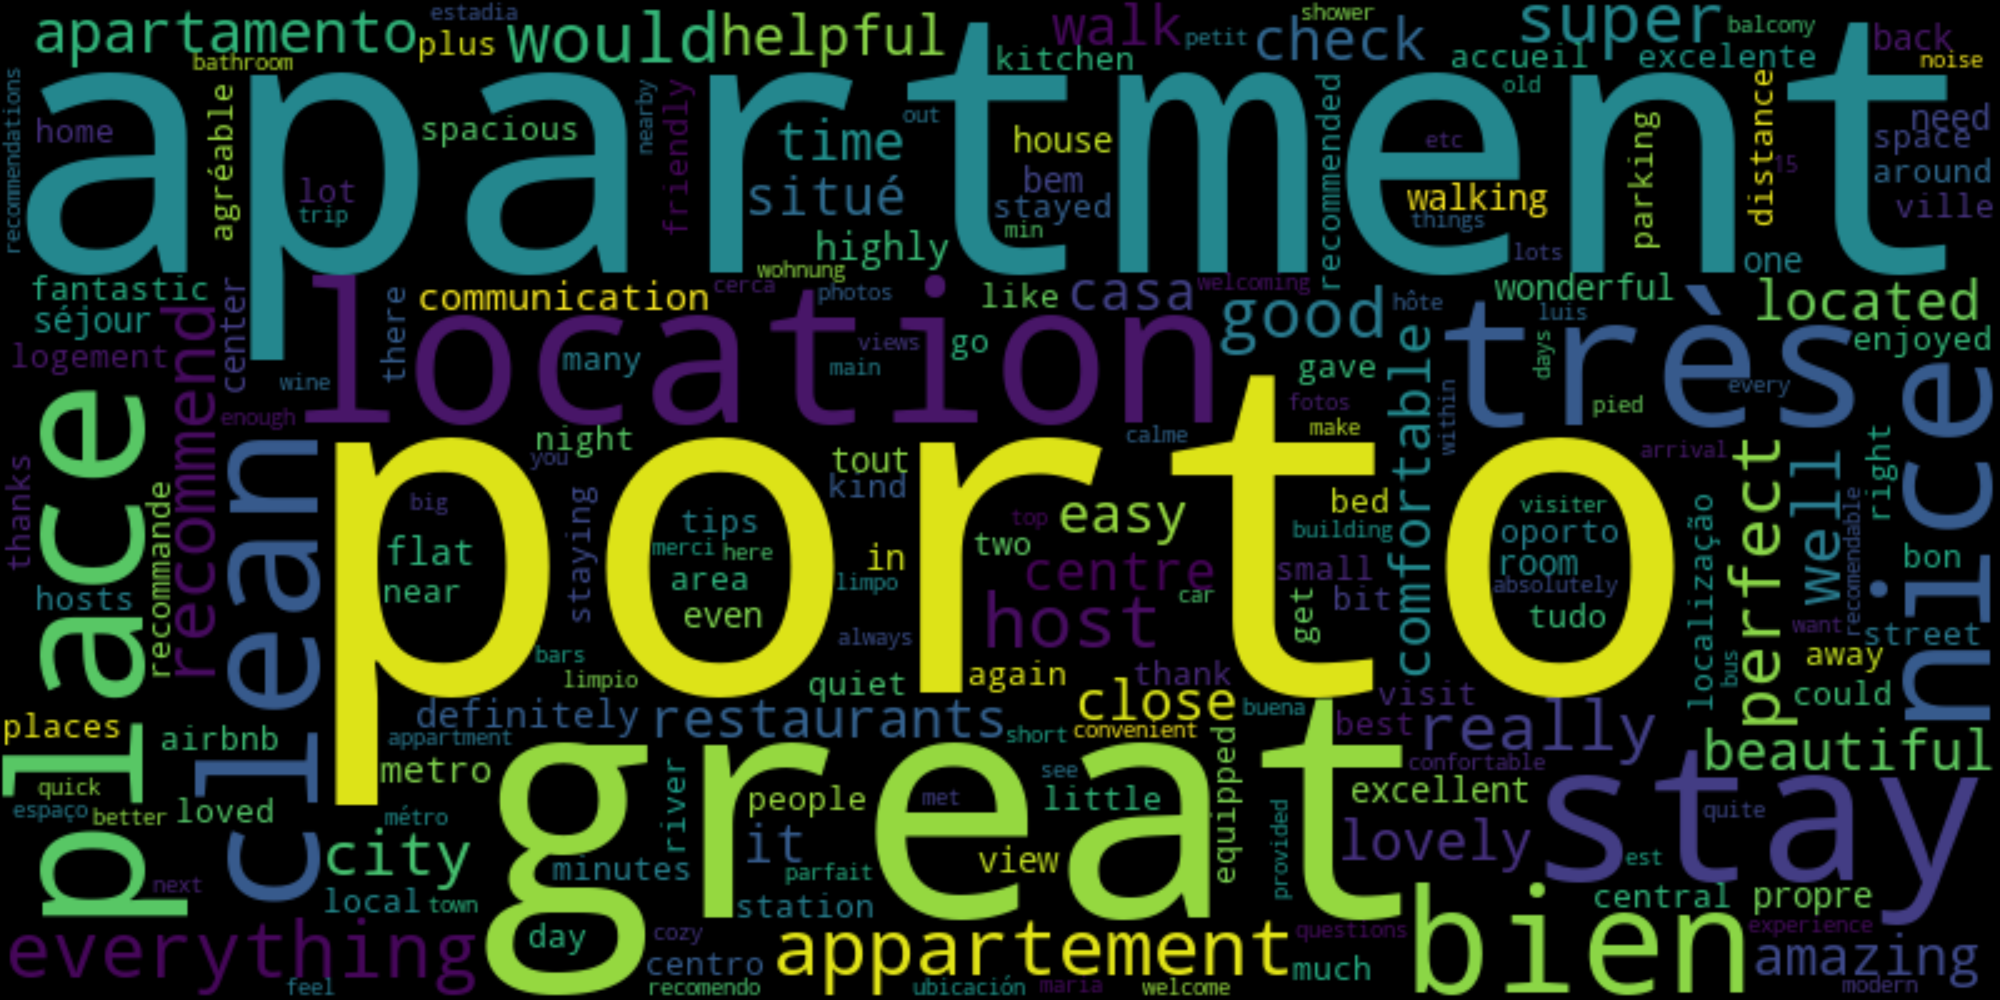 apartamento
estadia
plus
bathroom
would
helpful
walk
petit
shower
check
kitchen
super
balcony
accueil
excelente
back
noise
apartment
recommendations
home
agréable
lot
trip
spacious
nearby
friendly
time
out
situé
house
bem
stayed
min
recommended
old
etc
walking
things
lots
parking
distance
15
need
space
around
ville
one
highly
wohnung
fantastic
séjour
logement
recommend
center
there
communication
cerca
photos
like
casa
welcoming
good
hôte
wonderful
luis
located
enjoyed
location
wine
enough
many
views
main
go
gave
fotos
make
comfortable
within
très
days
every
pied
nice
place
clean
porto
night
you
big
flat
near
staying
tips
merci
here
area
even
tout
kind
in
limpo
always
top
two
easy
centre
host
calme
car
bed
building
small
bit
get
visiter
oporto
room
absolutely
tudo
arrival
localização
perfect
well
right
recomendable
bon
want
street
bus
away
could
thanks
hosts
recommande
bars
limpio
quiet
again
thank
close
buena
convenient
visit
best
really
beautiful
places
airbnb
definitely
restaurants
short
appartment
metro
métro
great
quick
espaço
better
loved
city
river
people
met
see
little
equipped
provided
confortable
excellent
lovely
stay
quite
minutes
it
view
parfait
est
next
local
town
station
central
propre
experience
everything
day
cozy
centro
appartement
questions
bien
amazing
feel
recomendo
ubicación
maria
welcome
much
modern